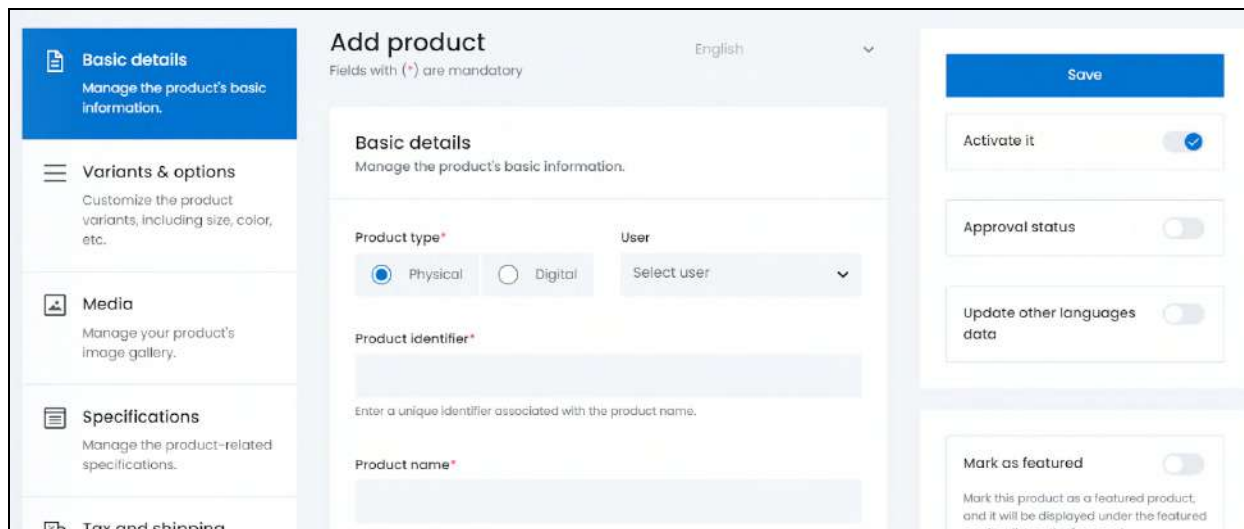 Basic details
Manage the product's basic
information.
Variants & options
Customize the product
variants, including size, color,
etc.
Media
Manage your product's
image gallery.
Specifications
Manage the product-related
specifications.
Tax and shipping
Add product
Fields with (*) are mandatory
English
Basic details
Manage the product's basic information.
Product type*
User
Physical
Digital
Select user
Product identifier*
Enter a unique identifier associated with the product name.
Product name*
Save
Activate it
Approval status
Update other languages
data
Mark as featured
Mark this product as a featured product,
and it will be displayed under the featured